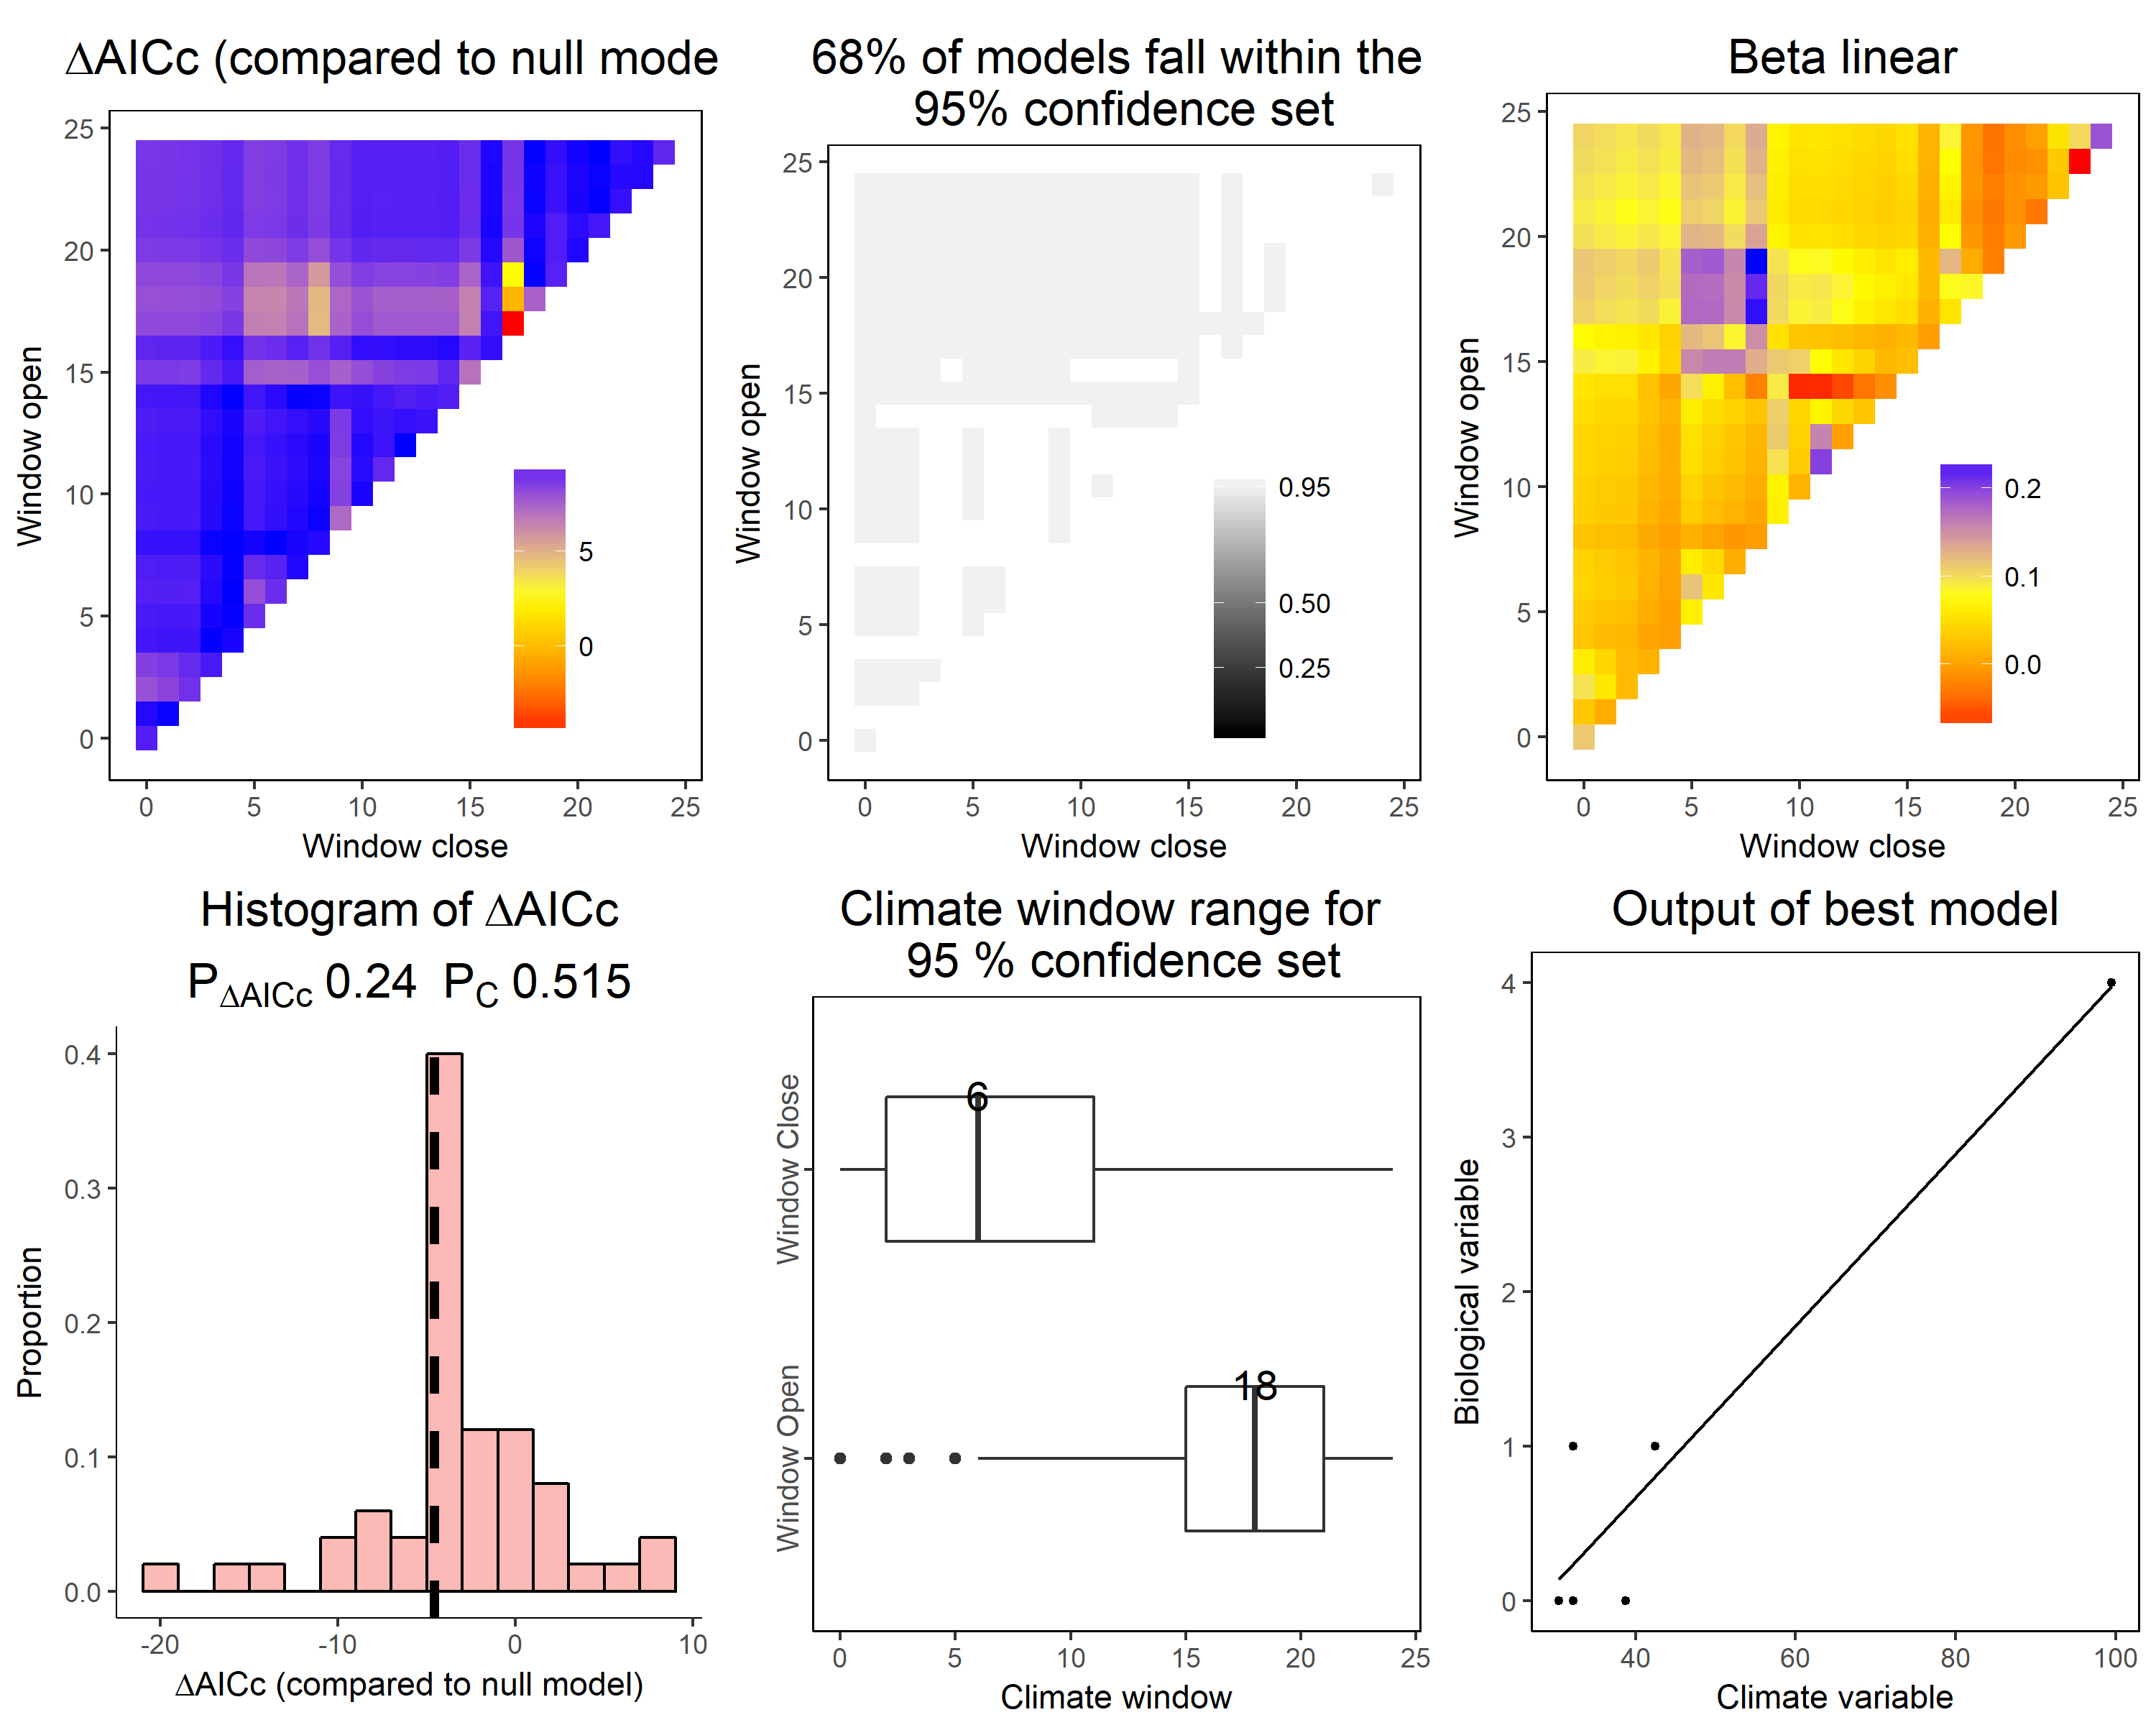 ΔAICc (compared to null mode
25
20
15
10
5
0
Window open
5
0
0 5 10 15 20 25
Window close
68% of models fall within the
95% confidence set
25
20
15
10
5
0
Window open
0.95
0.50
0.25
0 5 10 15 20 25
Window close
Beta linear
25
20
15
10
5
0
Window open
0.2
0.1
0.0
0 5 10 15 20 25
Window close
Histogram of ΔAICc
PΔAICc 0.24 PC 0.515
0.4
0.3
0.2
0.1
0.0
Proportion
-20 -10 0 10
ΔAICc (compared to null model)
Climate window range for
95 % confidence set
Window Close
6
Window Open
18
0 5 10 15 20 25
Climate window
Output of best model
4
3
2
1
0
Biological variable
40 60 80 100
Climate variable